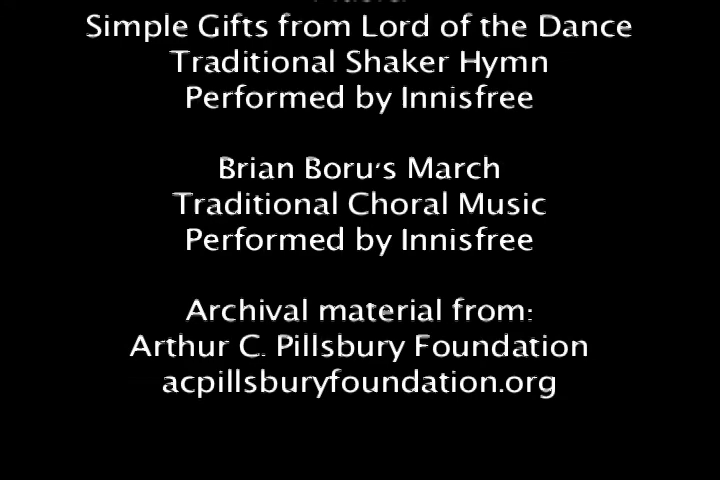 Simple Gifts from Lord of the Dance
Traditional Shaker Hymn
Performed by Innisfree
Brian Boru's March
Traditional Choral Music
Performed by Innisfree
Archival material from:
Arthur C. Pillsbury Foundation
acpillsburyfoundation.org